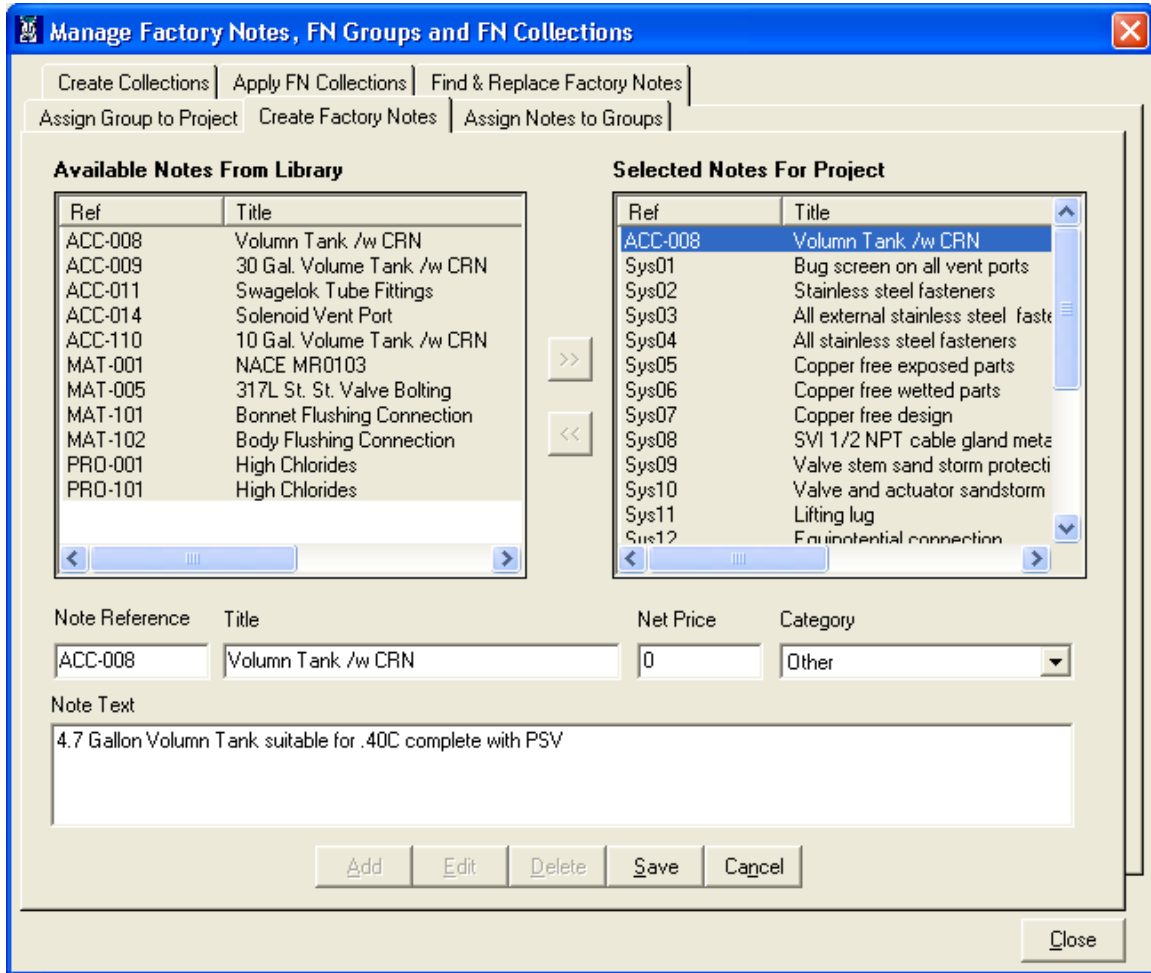 Manage Factory Notes, FN Groups and FN Collections
Create Collections Apply FN Collections Find & Replace Factory Notes
Assign Group to Project Create Factory Notes Assign Notes to Groups
Available Notes From Library Selected Notes For Project
Ref Title Ref Title
ACC-008 Volumn Tank /w CRN ACC-008 Volumn Tank /w CRN
ACC-009 30 Gal. Volume Tank /w CRN Sys01 Bug screen on all vent ports
ACC-011 Swagelok Tube Fittings Sys02 Stainless steel fasteners
ACC-014 Solenoid Vent Port Sys03 All external stainless steel faste
ACC-110 10 Gal. Volume Tank /w CRN Sys04 All stainless steel fasteners
MAT-001 NACE MR0103 Sys05 Copper free exposed parts
MAT-005 317L St. St. Valve Bolting Sys06 Copper free wetted parts
MAT-101 Bonnet Flushing Connection Sys07 Copper free design
MAT-102 Body Flushing Connection Sys08 SVI 1/2 NPT cable gland meta
PRO-001 High Chlorides Sys09 Valve stem sand storm protecti
PRO-101 High Chlorides Sys10 Valve and actuator sandstorm
Sys11 Lifting lug
Sys12 Equipotential connection
>>
<<
Note Reference Title Net Price Category
ACC-008 Volumn Tank /w CRN 0 Other
Note Text
4.7 Gallon Volumn Tank suitable for .40C complete with PSV
Add Edit Delete Save Cancel
Close